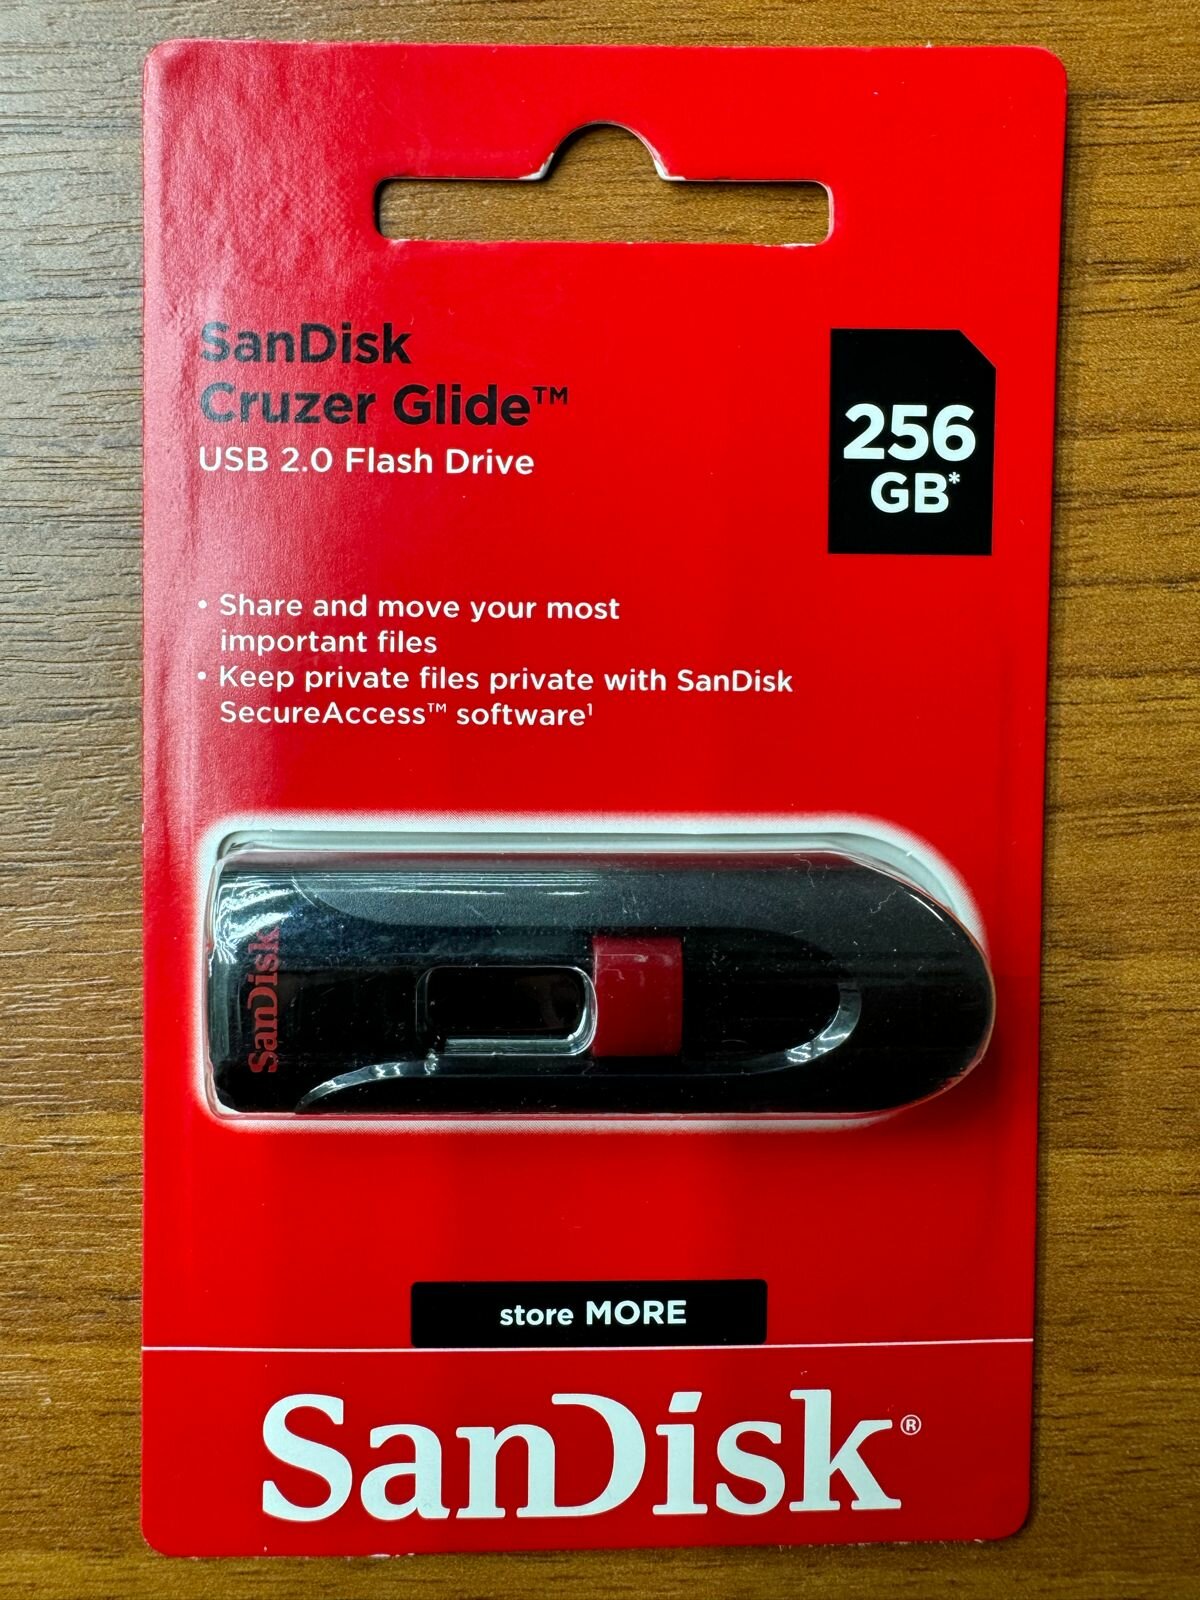 SanDisk
Cruzer Glide™
USB 2.0 Flash Drive
256
GB*
• Share and move your most
important files
• Keep private files private with SanDisk
SecureAccess™ software¹
SanDisk
store MORE
SanDisk®